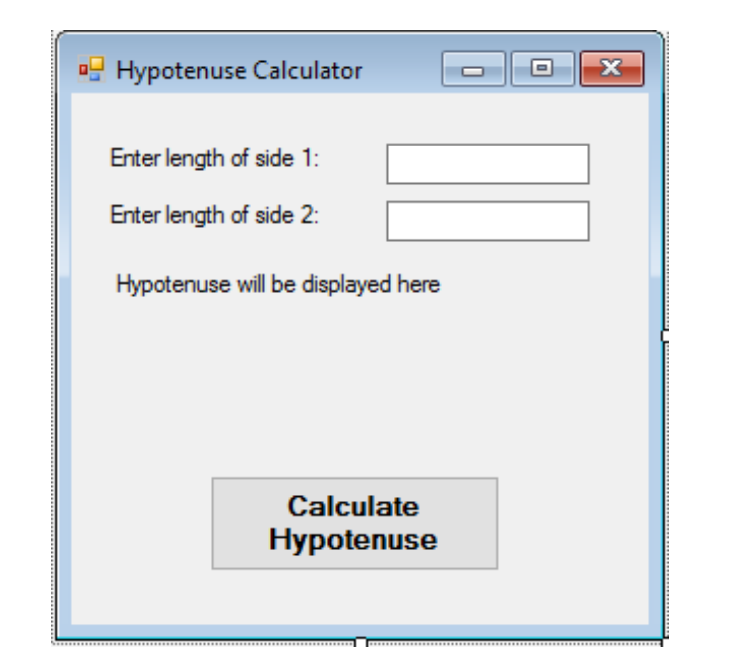 Hypotenuse Calculator
Enter length of side 1:
Enter length of side 2:
Hypotenuse will be displayed here
Calculate
Hypotenuse